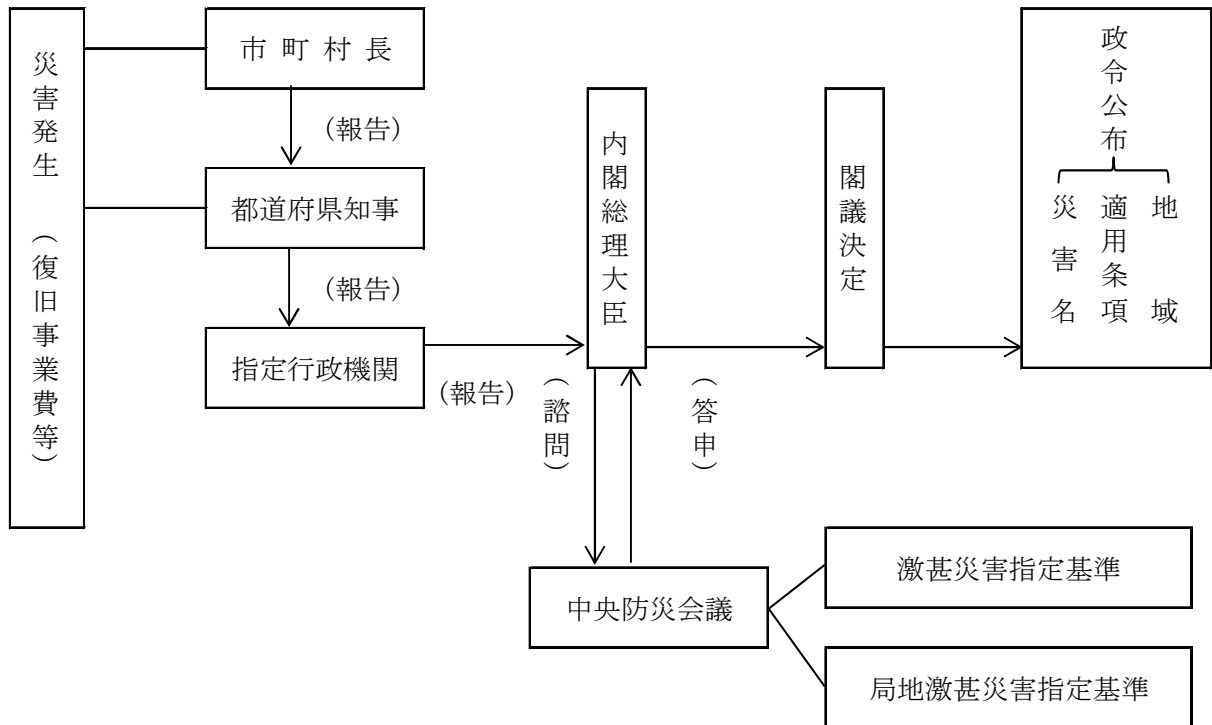 災害発生 (復旧事業費等)
市町村長
(報告)
都道府県知事
(報告)
指定行政機関
(報告)
内閣総理大臣
(諮問)
(答申)
中央防災会議
激甚災害指定基準
局地激甚災害指定基準
閣議決定
政令公布
災害名
適用条項
地域